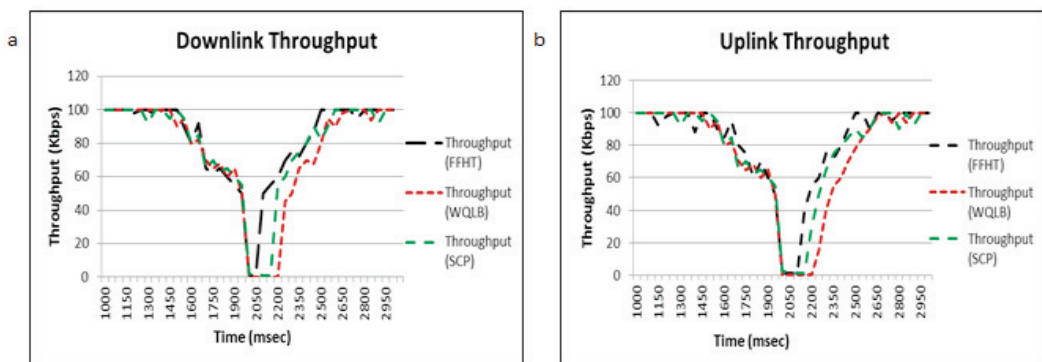 a
Downlink Throughput
Throughput (Kbps)
120
100
80
60
40
20
0
1000
1150
1300
1450
1600
1750
1900
2050
2200
2350
2500
2650
2800
2950
Time (msec)
Throughput
(FFHT)
Throughput
(WQLB)
Throughput
(SCP)
b
Uplink Throughput
Throughput (Kbps)
120
100
80
60
40
20
0
1000
1150
1300
1450
1600
1750
1900
2050
2200
2350
2500
2650
2800
2950
Time (msec)
Throughput
(FFHT)
Throughput
(WQLB)
Throughput
(SCP)